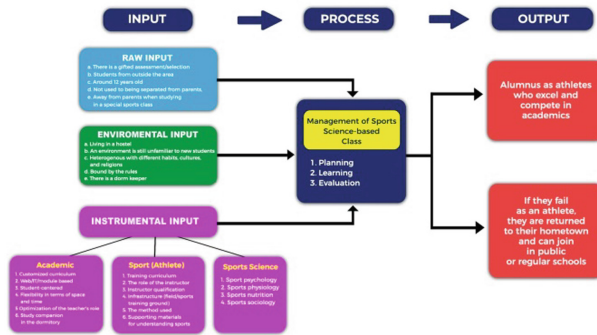 INPUT
PROCESS
OUTPUT
RAW INPUT
a. There is a gifted assessment/selection
b. Students from outside the area
c. Around 12 years old
d. Not used to being separated from parents.
e. Away from parents when studying
in a special sports class
ENVIROMENTAL INPUT
a. Living in a hostel
b. An environment is still unfamiliar to new students
c. Heterogenous with different habits, cultures,
and religions
d. Bound by the rules
e. There is a dorm keeper
INSTRUMENTAL INPUT
Academic
1. Customized curriculum
2. Web/IT/module based
3. Student centered
4. Flexibility in terms of space
and time
5. Optimization of the teacher's role
6. Study companion
in the dormitory
Sport (Athlete)
1. Training curriculum
2. The role of the instructor
3. Instructor qualification
4. Infrastructure (field/sports
training ground)
5. The method used
6. Supporting materials
for understanding sports
Sports Science
1. Sport psychology
2. Sports physiology
3. Sports nutrition
4. Sports sociology
Management of Sports
Science-based
Class
1. Planning
2. Learning
3. Evaluation
Alumnus as athletes
who excel and
compete in
academics
If they fail
as an athlete,
they are returned
to their hometown
and can join
in public
or regular schools